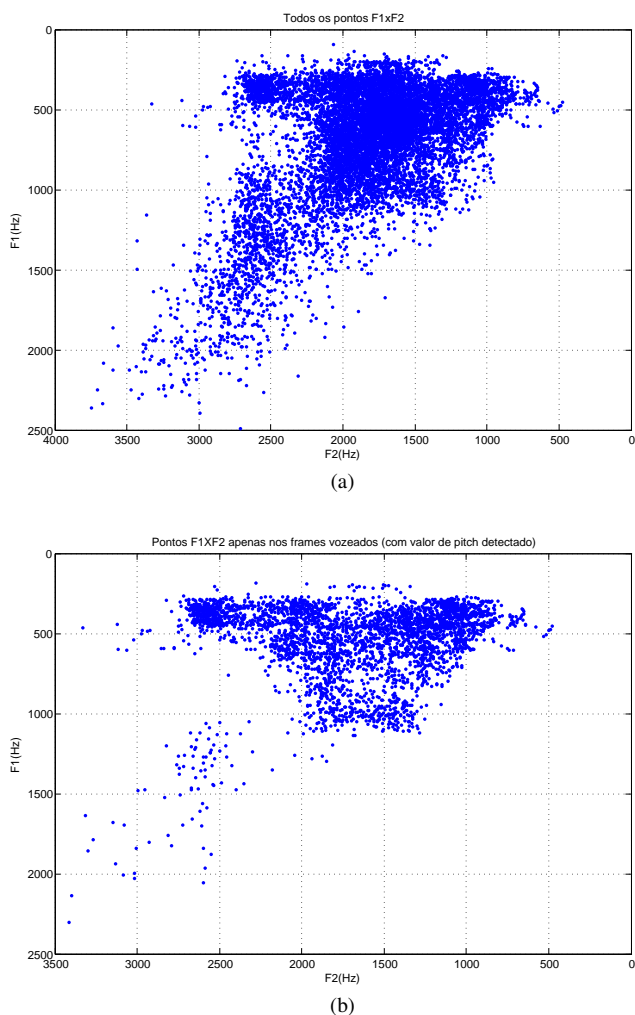 Todos os pontos F1xF2
0
500
1000
1500
2000
2500
F1(Hz)
4000 3500 3000 2500 2000 1500 1000 500 0
F2(Hz)
(a)
Pontos F1XF2 apenas nos frames vozeados (com valor de pitch detectado)
0
500
1000
1500
2000
2500
F1(Hz)
3500 3000 2500 2000 1500 1000 500 0
F2(Hz)
(b)